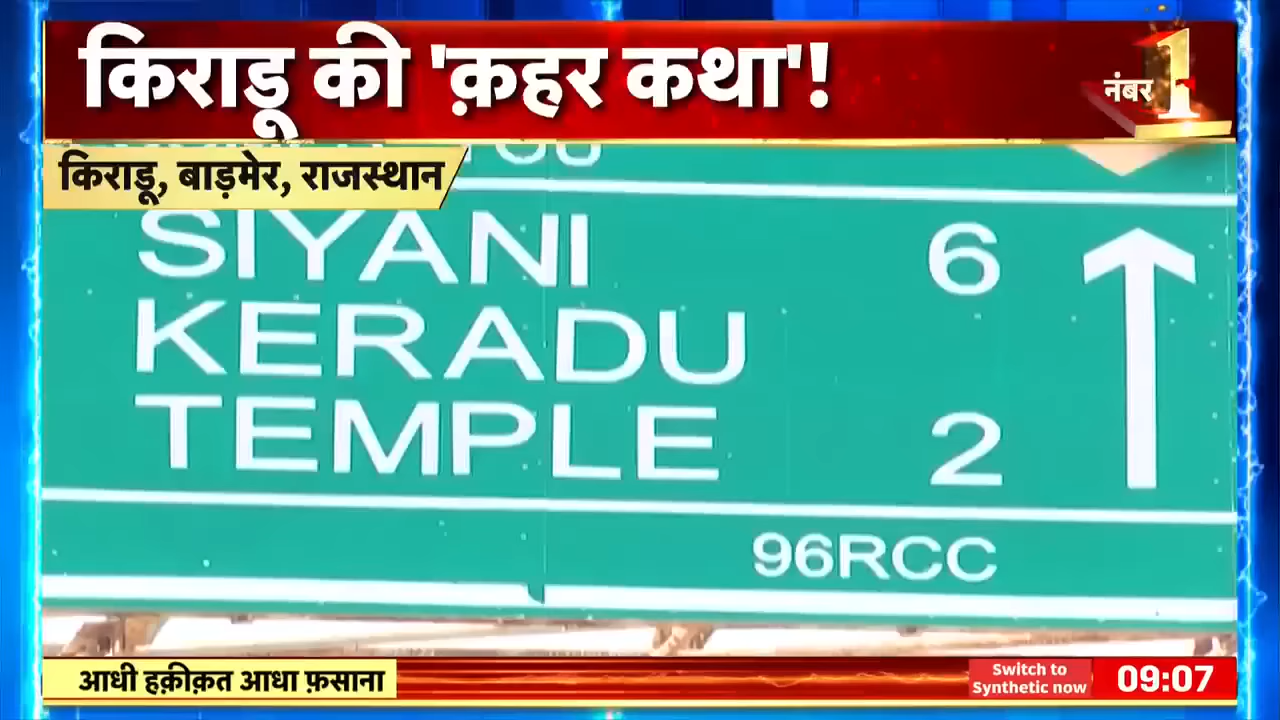 किराडू की 'क़हर कथा'!
नंबर 1
किराडू, बाड़मेर, राजस्थान
SIYANI 6
KERADU
TEMPLE 2
96RCC
आधी हक़ीक़त आधा फ़साना
Switch to
Synthetic now
09:07